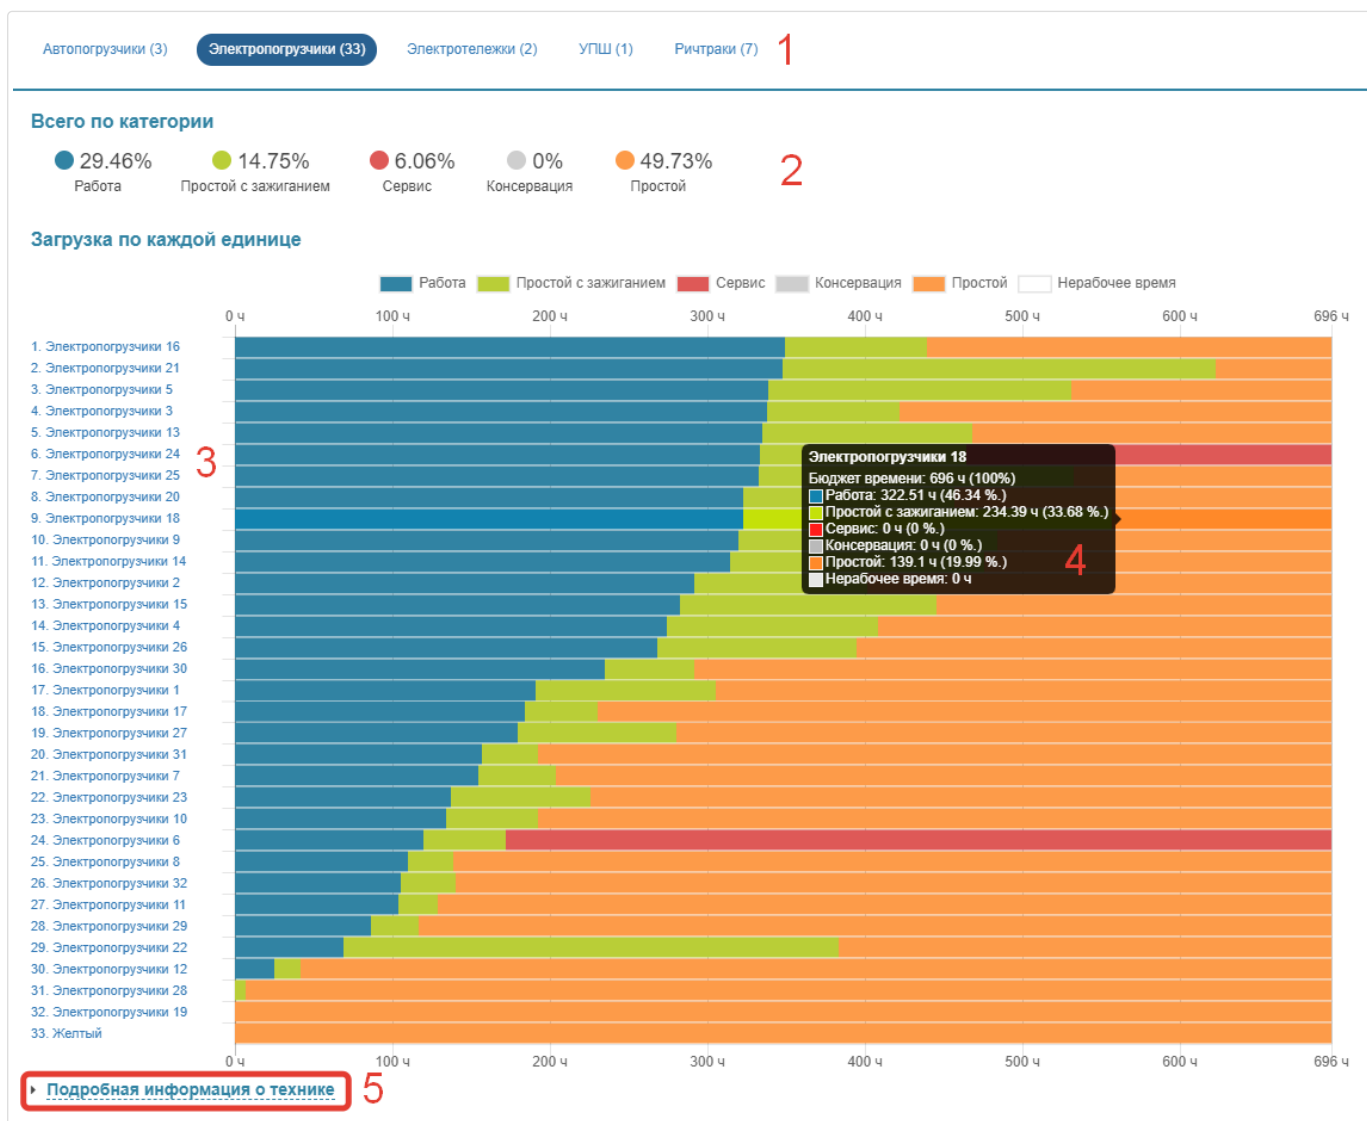 Автопогрузчики (3) Электропогрузчики (33) Электротележки (2) УПШ (1) Ричтраки (7) 1
Всего по категории
29.46% 14.75% 6.06% 0% 49.73% 2
Работа Простой с зажиганием Сервис Консервация Простой
Загрузка по каждой единице
Работа Простой с зажиганием Сервис Консервация Простой Нерабочее время
0 ч 100 ч 200 ч 300 ч 400 ч 500 ч 600 ч 696 ч
1. Электропогрузчики 16
2. Электропогрузчики 21
3. Электропогрузчики 5
4. Электропогрузчики 3
5. Электропогрузчики 13
6. Электропогрузчики 24
3
7. Электропогрузчики 25
8. Электропогрузчики 20
9. Электропогрузчики 18
10. Электропогрузчики 9
11. Электропогрузчики 14
12. Электропогрузчики 2
13. Электропогрузчики 15
14. Электропогрузчики 4
15. Электропогрузчики 26
16. Электропогрузчики 30
17. Электропогрузчики 1
18. Электропогрузчики 17
19. Электропогрузчики 27
20. Электропогрузчики 31
21. Электропогрузчики 7
22. Электропогрузчики 23
23. Электропогрузчики 10
24. Электропогрузчики 6
25. Электропогрузчики 8
26. Электропогрузчики 32
27. Электропогрузчики 11
28. Электропогрузчики 29
29. Электропогрузчики 22
30. Электропогрузчики 12
31. Электропогрузчики 28
32. Электропогрузчики 19
33. Желтый
Электропогрузчики 18
Бюджет времени: 696 ч (100%)
Работа: 322.51 ч (46.34 %.)
Простой с зажиганием: 234.39 ч (33.68 %.)
Сервис: 0 ч (0 %.)
Консервация: 0 ч (0 %.)
Простой: 139.1 ч (19.99 %.)
Нерабочее время: 0 ч
4
0 ч 100 ч 200 ч 300 ч 400 ч 500 ч 600 ч 696 ч
Подробная информация о технике 5